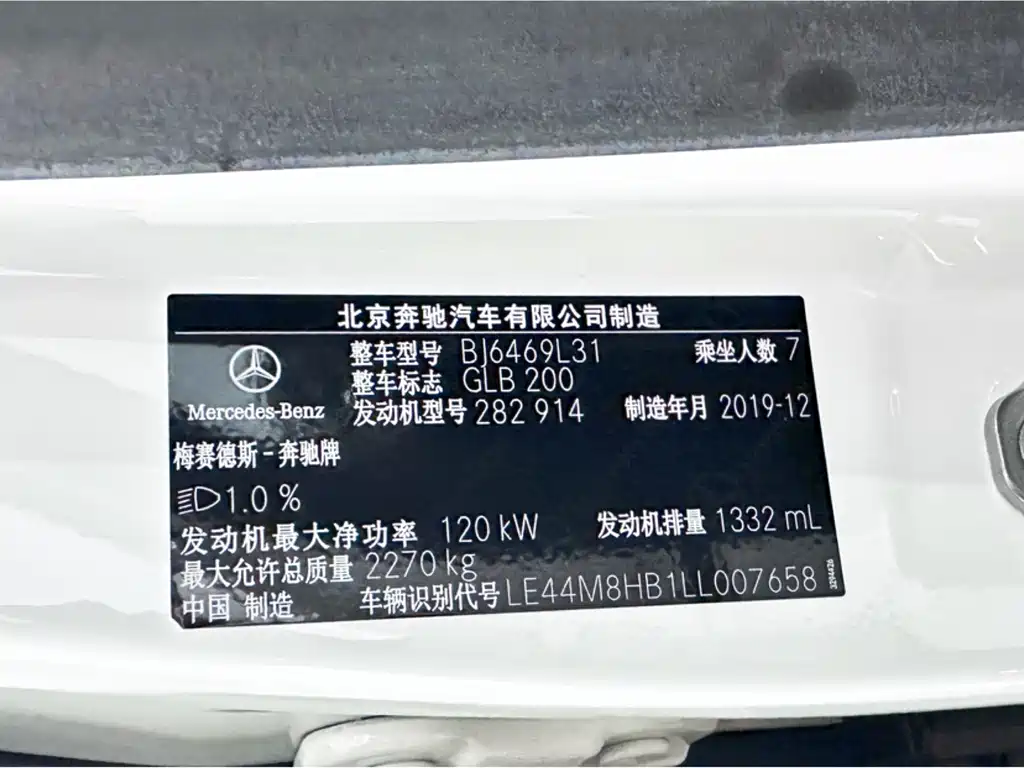 北京奔驰汽车有限公司制造
整车型号 BJ6469L31 乘坐人数 7
整车标志 GLB 200
Mercedes-Benz 发动机型号 282 914 制造年月 2019-12
梅赛德斯-奔驰牌
1.0 %
发动机最大净功率 120 kW 发动机排量 1332 mL
最大允许总质量 2270 kg
中国 制造 车辆识别代号 LE44M8HB1LL007658